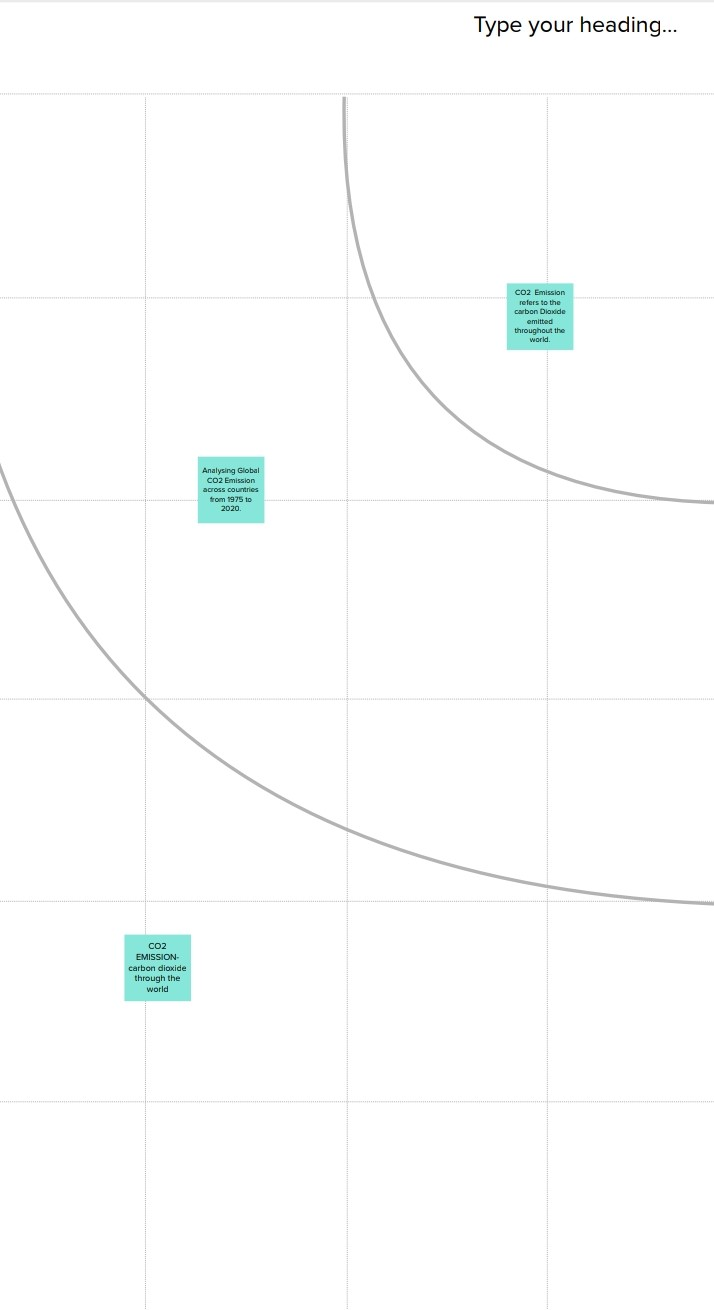 Type your heading...
CO2 Emission
refers to the
carbon Dioxide
emitted
throughout the
world.
Analysing Global
CO2 Emission
across countries
from 1975 to
2020.
CO2
EMISSION-
carbon dioxide
through the
world